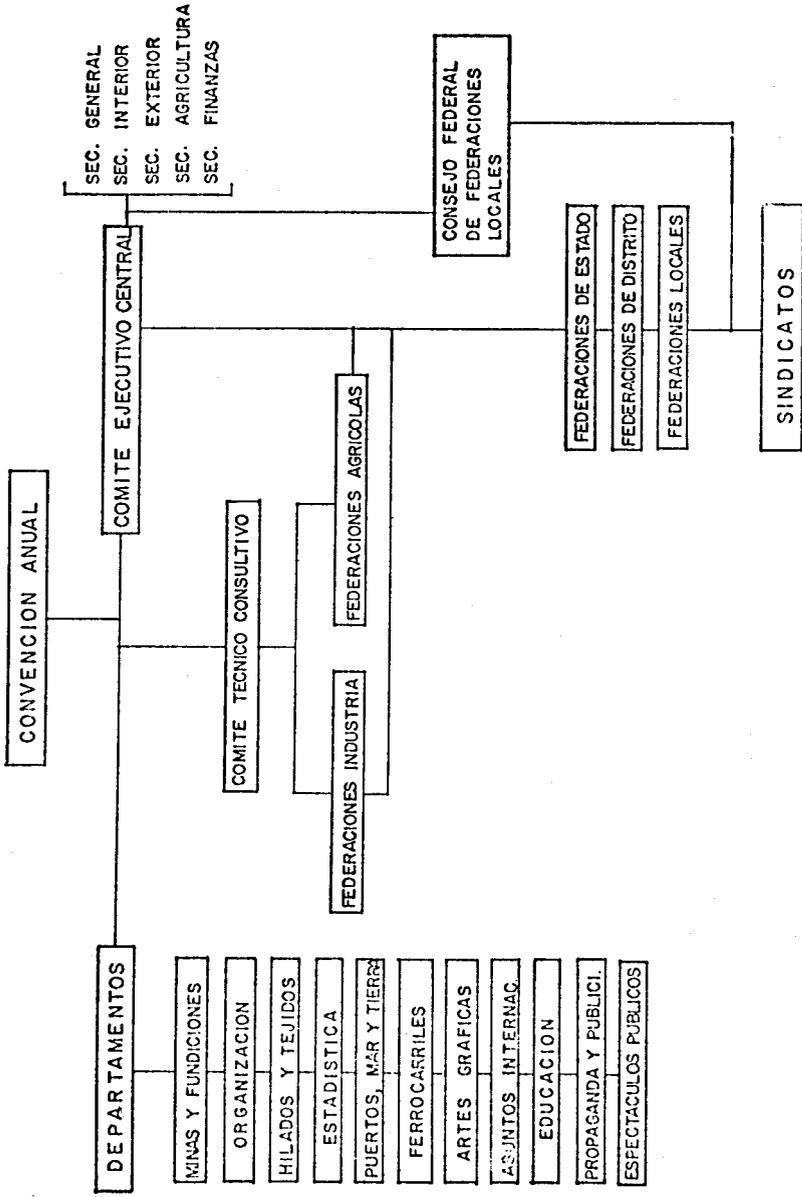 CONVENCION ANUAL
COMITE EJECUTIVO CENTRAL
SEC. GENERAL
SEC. INTERIOR
SEC. EXTERIOR
SEC. AGRICULTURA
SEC. FINANZAS
DEPARTAMENTOS
MINAS Y FUNDICIONES
ORGANIZACION
HILADOS Y TEJIDOS
ESTADISTICA
PUERTOS, MAR Y TIERRA
FERROCARRILES
ARTES GRAFICAS
ASUNTOS INTERNAC.
EDUCACION
PROPAGANDA Y PUBLICI.
ESPECTACULOS PUBLICOS
COMITE TECNICO CONSULTIVO
FEDERACIONES INDUSTRIA
FEDERACIONES AGRICOLAS
CONSEJO FEDERAL
DE FEDERACIONES
LOCALES
FEDERACIONES DE ESTADO
FEDERACIONES DE DISTRITO
FEDERACIONES LOCALES
SINDICATOS